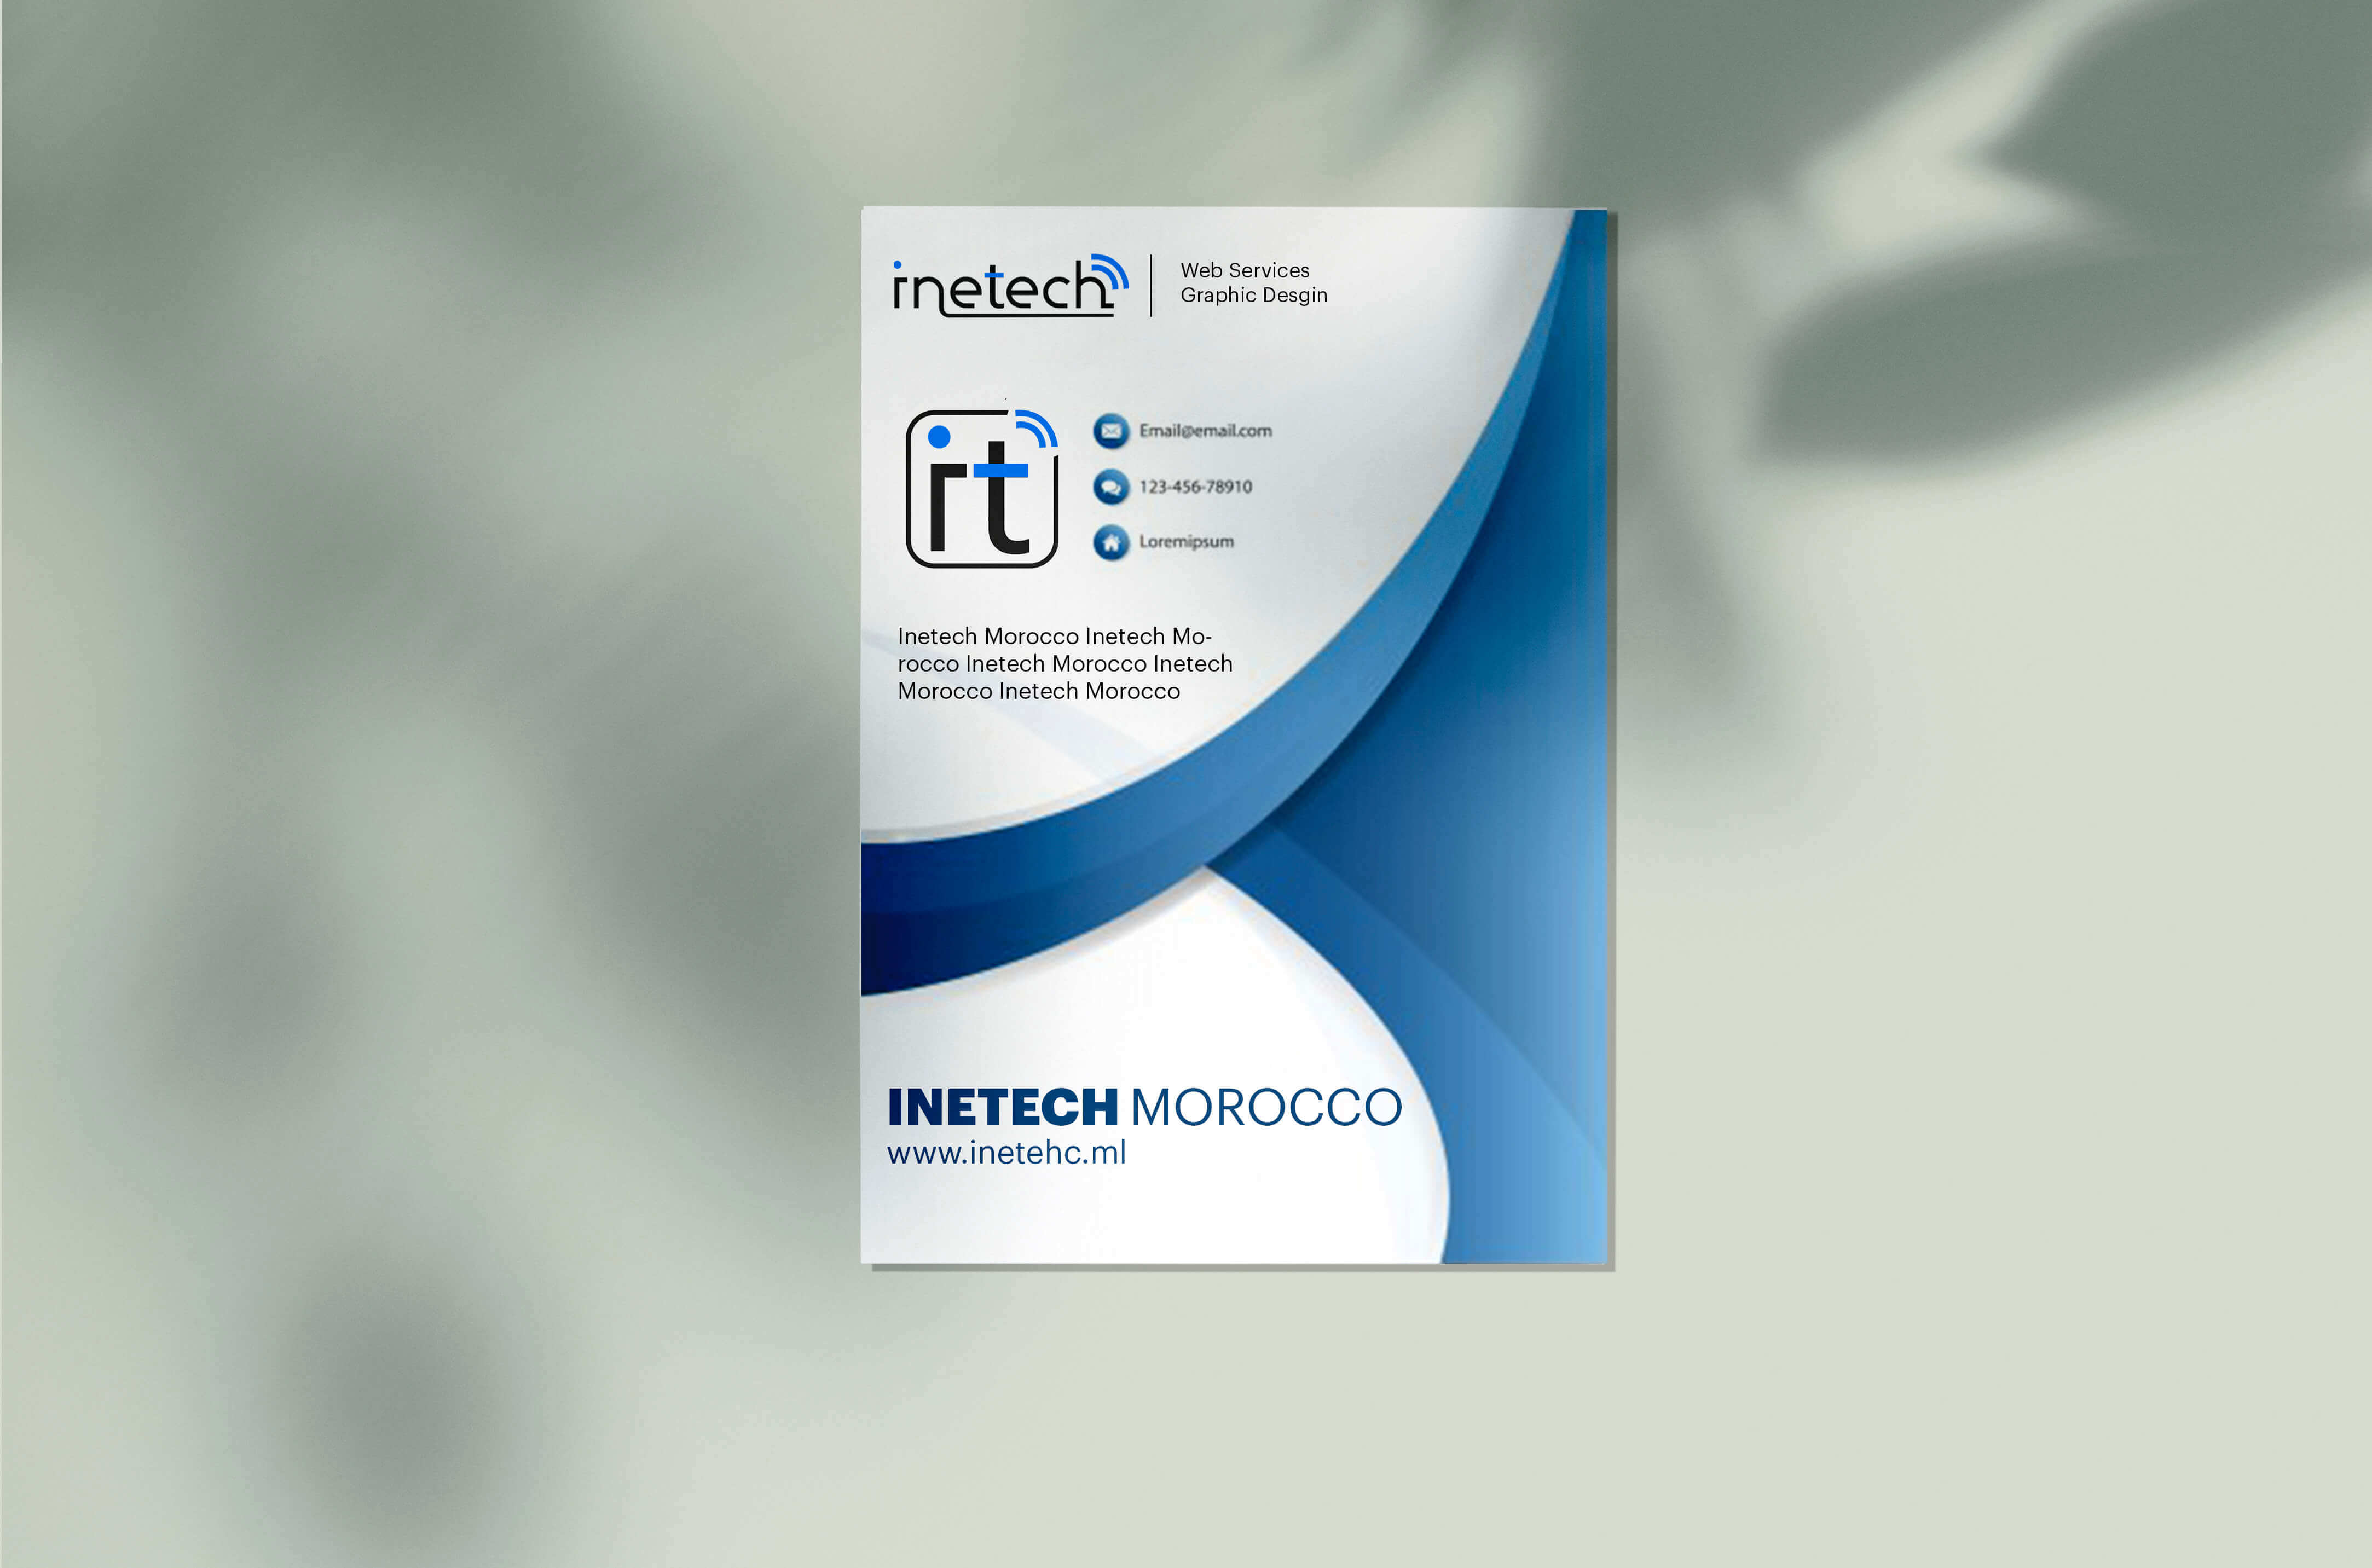 inetech
Web Services
Graphic Desgin
it
Email@email.com
123-456-78910
Loremipsum
Inetech Morocco Inetech Mo-
rocco Inetech Morocco Inetech
Morocco Inetech Morocco
INETECH MOROCCO
www.inetehc.ml